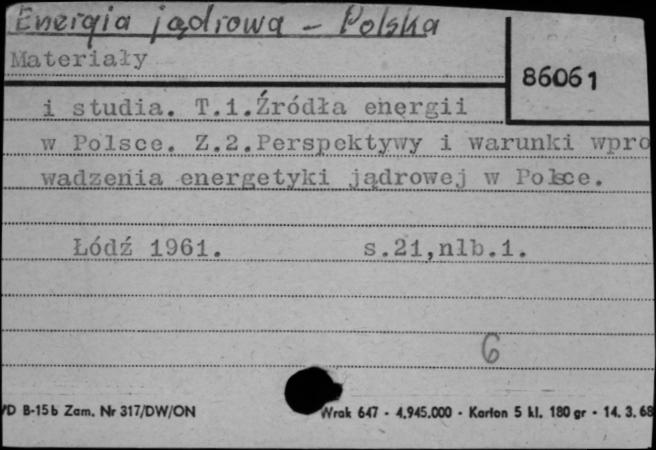 Energia jądrowa - Polska
Materiały
86061
i studia. T.1.Źródła energii
w Polsce. Z.2.Perspektywy i warunki wpro
wadzenia energetyki jądrowej w Polsce.
Łódź 1961. s.21,nlb.1.
6
VD B-15b Zam. Nr 317/DW/ON Wrak 647 - 4.945.000 - Karton 5 kl. 180 gr - 14. 3. 68